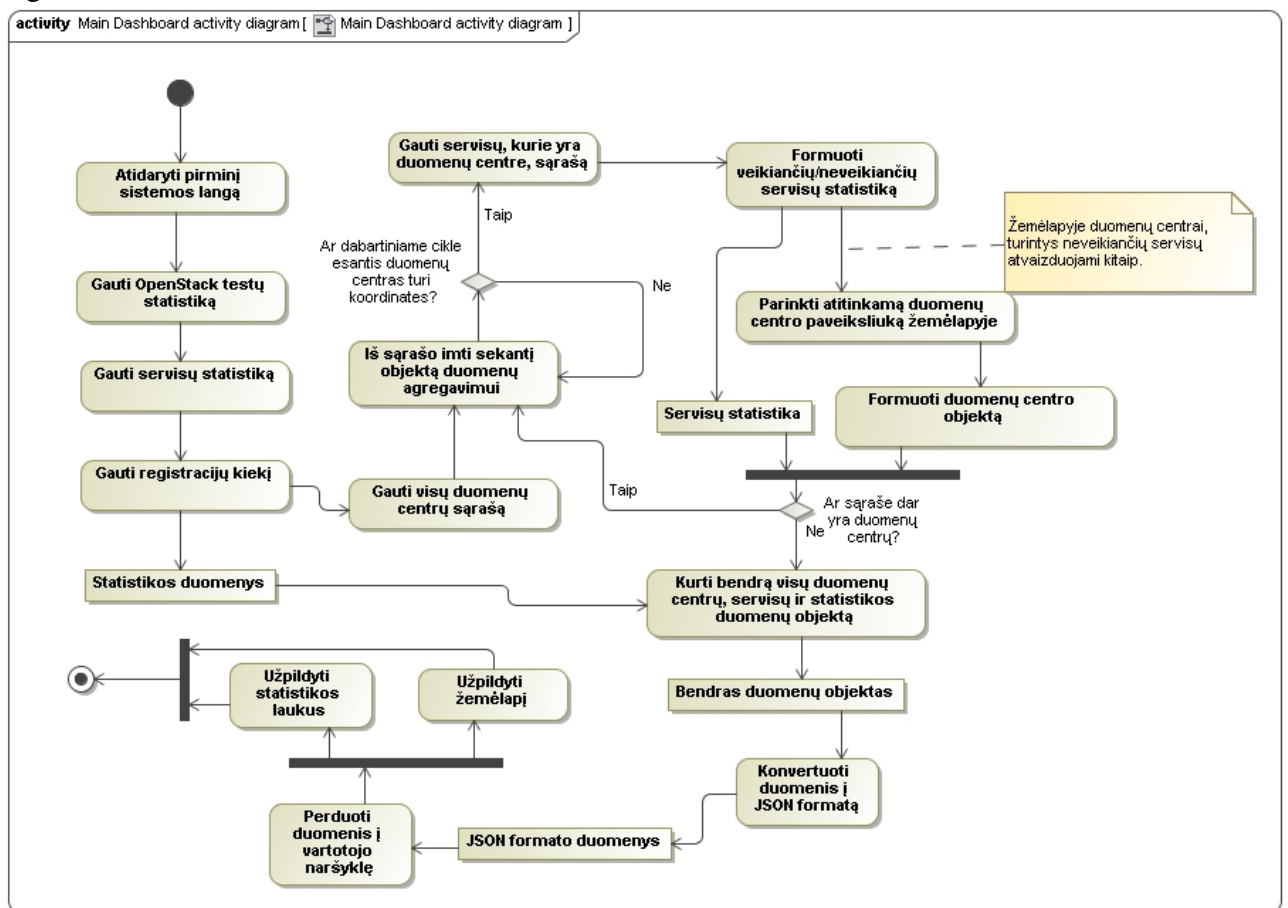 activity Main Dashboard activity diagram [ Main Dashboard activity diagram ]
Atidaryti pirminį
sistemos langą
Gauti OpenStack testų
statistiką
Gauti servisų statistiką
Gauti registracijų kiekį
Statistikos duomenys
Gauti visų duomenų
centrų sąrašą
Iš sąrašo imti sekantį
objektą duomenų
agregavimui
Ar dabartiniame cikle
esantis duomenų
centras turi
koordinates?
Taip
Ne
Gauti servisų, kurie yra
duomenų centre, sąrašą
Formuoti
veikiančių/neveikiančių
servisų statistiką
Žemėlapyje duomenų centrai,
turintys neveikiančių servisų
atvaizduojami kitaip.
Parinkti atitinkamą duomenų
centro paveiksliuką žemėlapyje
Servisų statistika
Formuoti duomenų centro
objektą
Taip
Ar sąraše dar
yra duomenų
centrų?
Ne
Kurti bendrą visų duomenų
centrų, servisų ir statistikos
duomenų objektą
Bendras duomenų objektas
Konvertuoti
duomenis į
JSON formatą
JSON formato duomenys
Perduoti
duomenis į
vartotojo
naršyklę
Užpildyti
statistikos
laukus
Užpildyti
žemėlapį